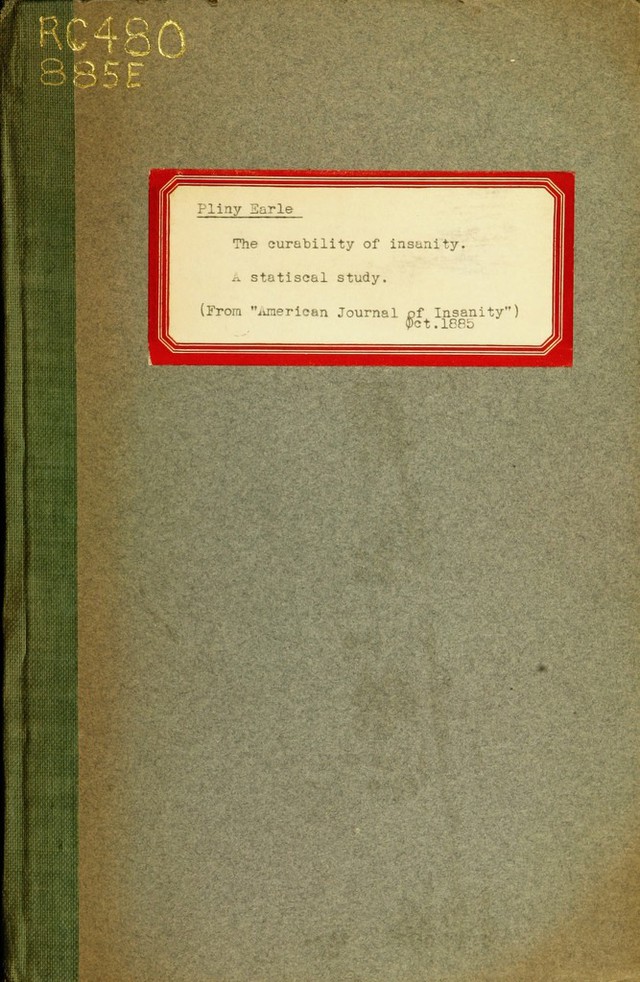 RC480
885E
Pliny Earle
The curability of insanity.
A statiscal study.
(From "American Journal of Insanity")
Oct.1885